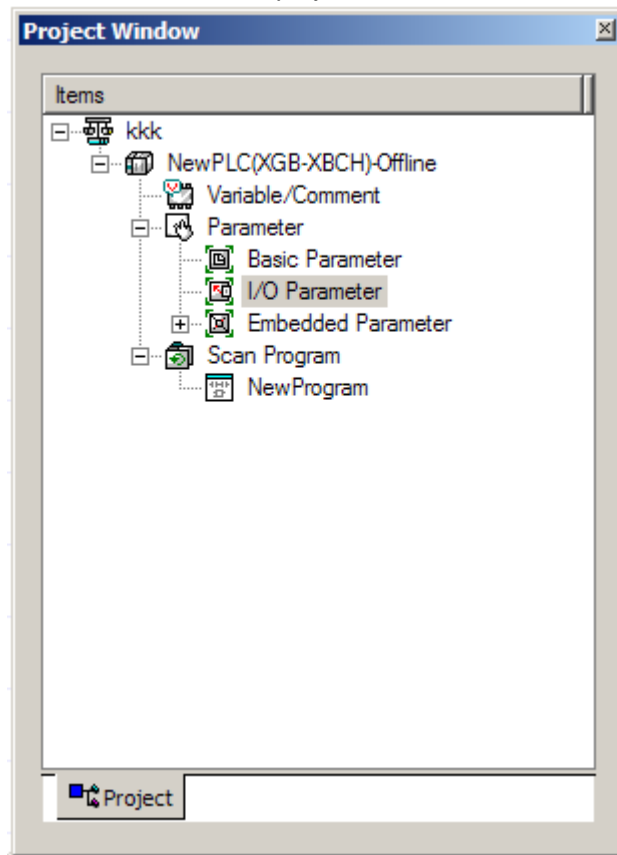 Project Window
Items
kkk
NewPLC(XGB-XBCH)-Offline
Variable/Comment
Parameter
Basic Parameter
I/O Parameter
Embedded Parameter
Scan Program
NewProgram
Project